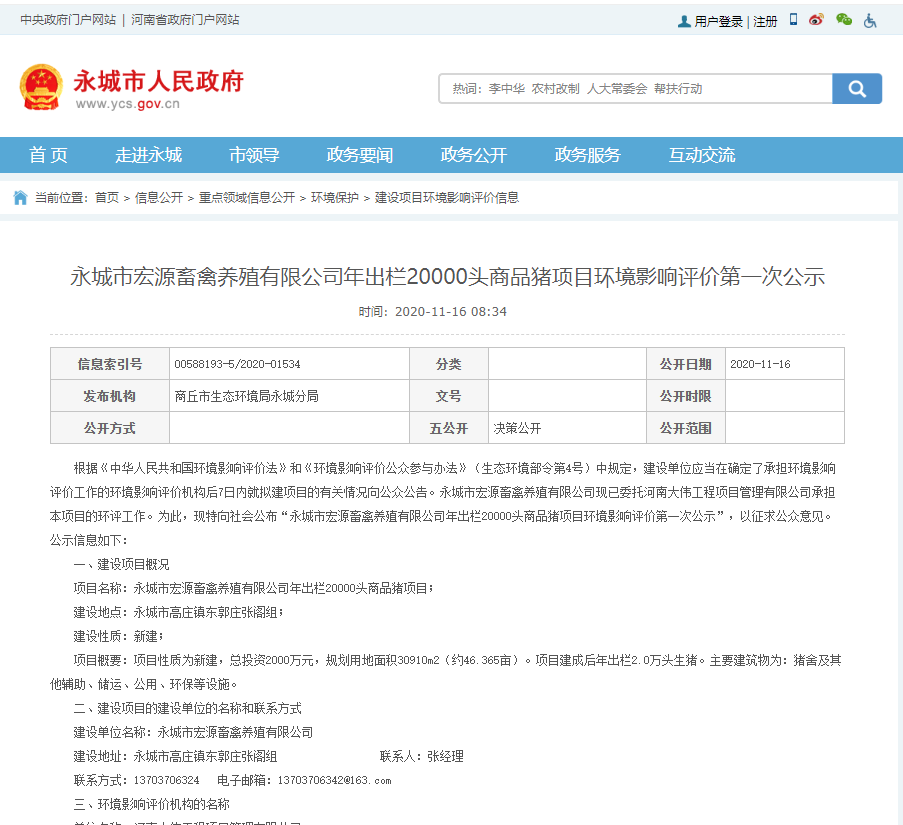 中央政府门户网站 | 河南省政府门户网站
用户登录 | 注册
永城市人民政府
www.ycs.gov.cn
热词：李中华 农村改制 人大常委会 帮扶行动
首 页 走进永城 市领导 政务要闻 政务公开 政务服务 互动交流
当前位置：首页 > 信息公开 > 重点领域信息公开 > 环境保护 > 建设项目环境影响评价信息
永城市宏源畜禽养殖有限公司年出栏20000头商品猪项目环境影响评价第一次公示
时间：2020-11-16 08:34
信息索引号 00588193-5/2020-01534 分类 公开日期 2020-11-16
发布机构 商丘市生态环境局永城分局 文号 公开时限
公开方式 五公开 决策公开 公开范围
根据《中华人民共和国环境影响评价法》和《环境影响评价公众参与办法》（生态环境部令第4号）中规定，建设单位应当在确定了承担环境影响
评价工作的环境影响评价机构后7日内就拟建项目的有关情况向公众公告。永城市宏源畜禽养殖有限公司现已委托河南大伟工程项目管理有限公司承担
本项目的环评工作。为此，现特向社会公布“永城市宏源畜禽养殖有限公司年出栏20000头商品猪项目环境影响评价第一次公示”，以征求公众意见。
公示信息如下：
一、建设项目概况
项目名称：永城市宏源畜禽养殖有限公司年出栏20000头商品猪项目；
建设地点：永城市高庄镇东郭庄张阁组；
建设性质：新建；
项目概要：项目性质为新建，总投资2000万元，规划用地面积30910m2（约46.365亩）。项目建成后年出栏2.0万头生猪。主要建筑物为：猪舍及其
他辅助、储运、公用、环保等设施。
二、建设项目的建设单位的名称和联系方式
建设单位名称：永城市宏源畜禽养殖有限公司
建设地址：永城市高庄镇东郭庄张阁组 联系人：张经理
联系方式：13703706324 电子邮箱：13703706342@163.com
三、环境影响评价机构的名称